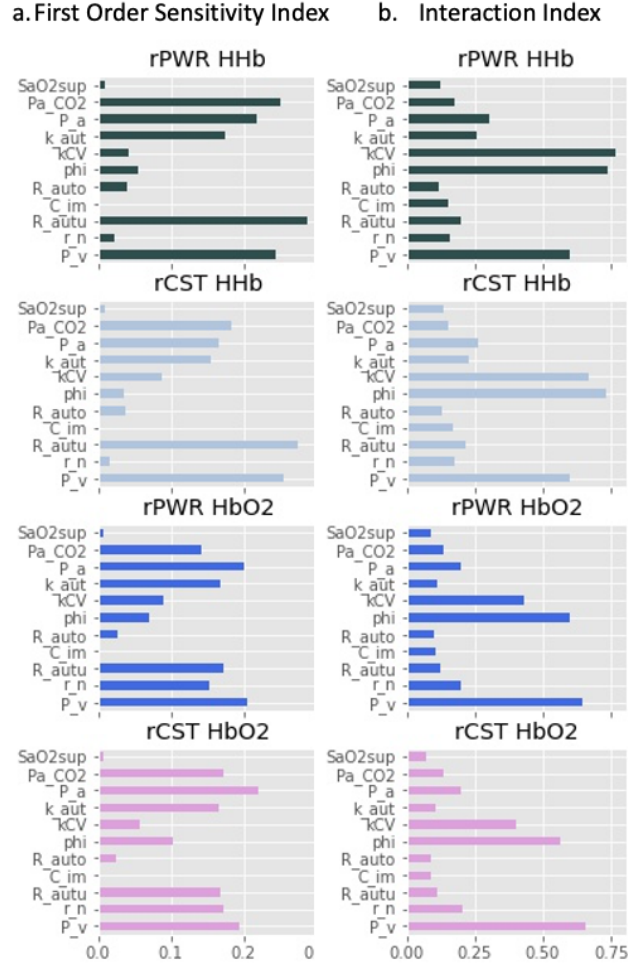 a. First Order Sensitivity Index
b. Interaction Index
rPWR HHb
SaO2sup
Pa_CO2
P_a
k_aut
kCV
phi
R_auto
C_im
R_autu
r_n
P_v
rPWR HHb
SaO2sup
Pa_CO2
P_a
k_aut
kCV
phi
R_auto
C_im
R_autu
r_n
P_v
rCST HHb
SaO2sup
Pa_CO2
P_a
k_aut
kCV
phi
R_auto
C_im
R_autu
r_n
P_v
rCST HHb
SaO2sup
Pa_CO2
P_a
k_aut
kCV
phi
R_auto
C_im
R_autu
r_n
P_v
rPWR HbO2
SaO2sup
Pa_CO2
P_a
k_aut
kCV
phi
R_auto
C_im
R_autu
r_n
P_v
rPWR HbO2
SaO2sup
Pa_CO2
P_a
k_aut
kCV
phi
R_auto
C_im
R_autu
r_n
P_v
rCST HbO2
SaO2sup
Pa_CO2
P_a
k_aut
kCV
phi
R_auto
C_im
R_autu
r_n
P_v
0.0 0.1 0.2 0
rCST HbO2
SaO2sup
Pa_CO2
P_a
k_aut
kCV
phi
R_auto
C_im
R_autu
r_n
P_v
0.00 0.25 0.50 0.75